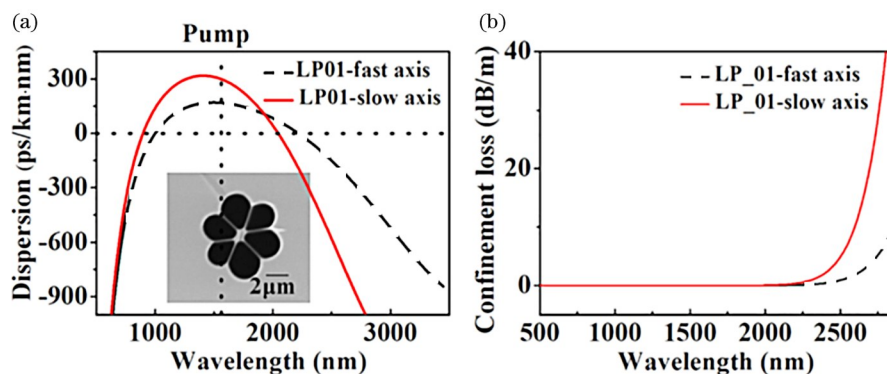 (a)
Pump
300
0
-300
-600
-900
Dispersion (ps/km·nm)
LP01-fast axis
LP01-slow axis
2μm
1000 2000 3000
Wavelength (nm)
(b)
40
20
0
Confinement loss (dB/m)
LP_01-fast axis
LP_01-slow axis
500 1000 1500 2000 2500
Wavelength (nm)